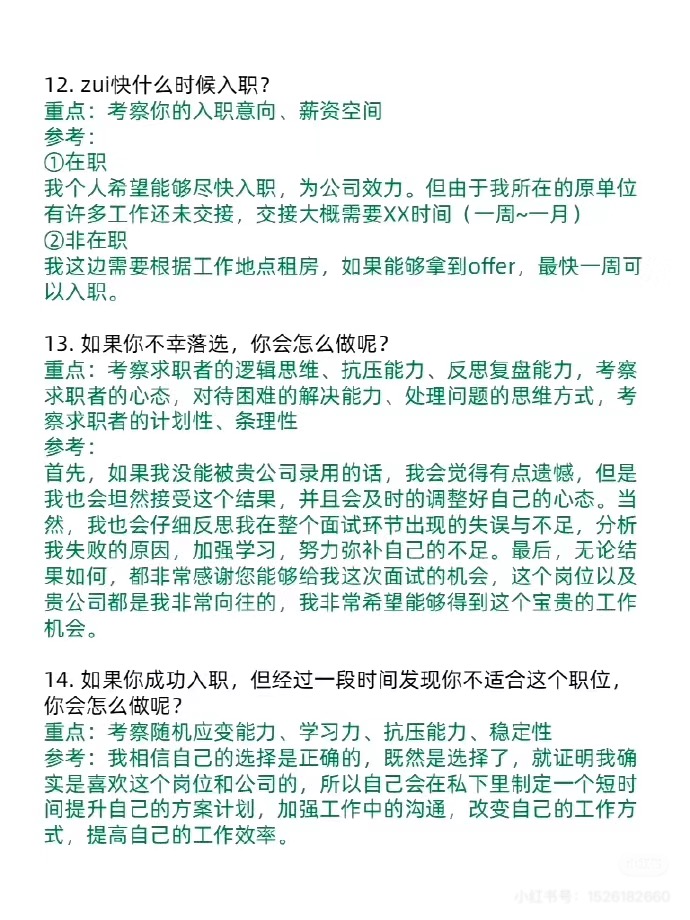 12. zui快什么时候入职？
重点：考察你的入职意向、薪资空间
参考：
①在职
我个人希望能够尽快入职，为公司效力。但由于我所在的原单位
有许多工作还未交接，交接大概需要XX时间（一周~一月）
②非在职
我这边需要根据工作地点租房，如果能够拿到offer，最快一周可
以入职。
13. 如果你不幸落选，你会怎么做呢？
重点：考察求职者的逻辑思维、抗压能力、反思复盘能力，考察
求职者的心态，对待困难的解决能力、处理问题的思维方式，考
察求职者的计划性、条理性
参考：
首先，如果我没能被贵公司录用的话，我会觉得有点遗憾，但是
我也会坦然接受这个结果，并且会及时的调整好自己的心态。当
然，我也会仔细反思我在整个面试环节出现的失误与不足，分析
我失败的原因，加强学习，努力弥补自己的不足。最后，无论结
果如何，都非常感谢您能够给我这次面试的机会，这个岗位以及
贵公司都是我非常向往的，我非常希望能够得到这个宝贵的工作
机会。
14. 如果你成功入职，但经过一段时间发现你不适合这个职位，
你会怎么做呢？
重点：考察随机应变能力、学习力、抗压能力、稳定性
参考：我相信自己的选择是正确的，既然是选择了，就证明我确
实是喜欢这个岗位和公司的，所以自己会在私下里制定一个短时
间提升自己的方案计划，加强工作中的沟通，改变自己的工作方
式，提高自己的工作效率。
小红书号：1526182660